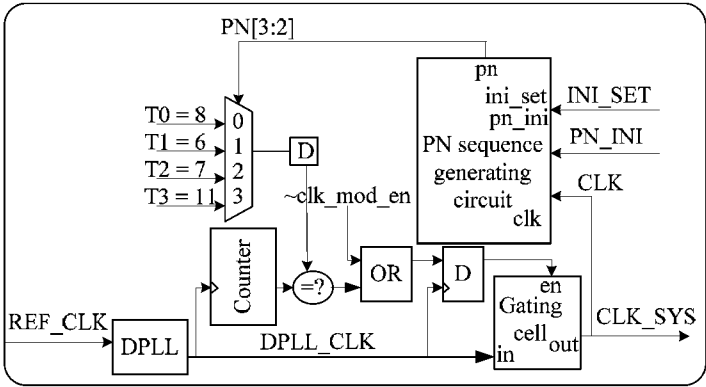 PN[3:2]
pn
ini_set
INI_SET
pn_ini
T0 = 8
0
T1 = 6
1
D
PN sequence
PN_INI
T2 = 7
2
generating
T3 = 11
3
~clk_mod_en
circuit
CLK
clk
Counter
=?
OR
D
en
Gating
cell
REF_CLK
DPLL
DPLL_CLK
in
out
CLK_SYS